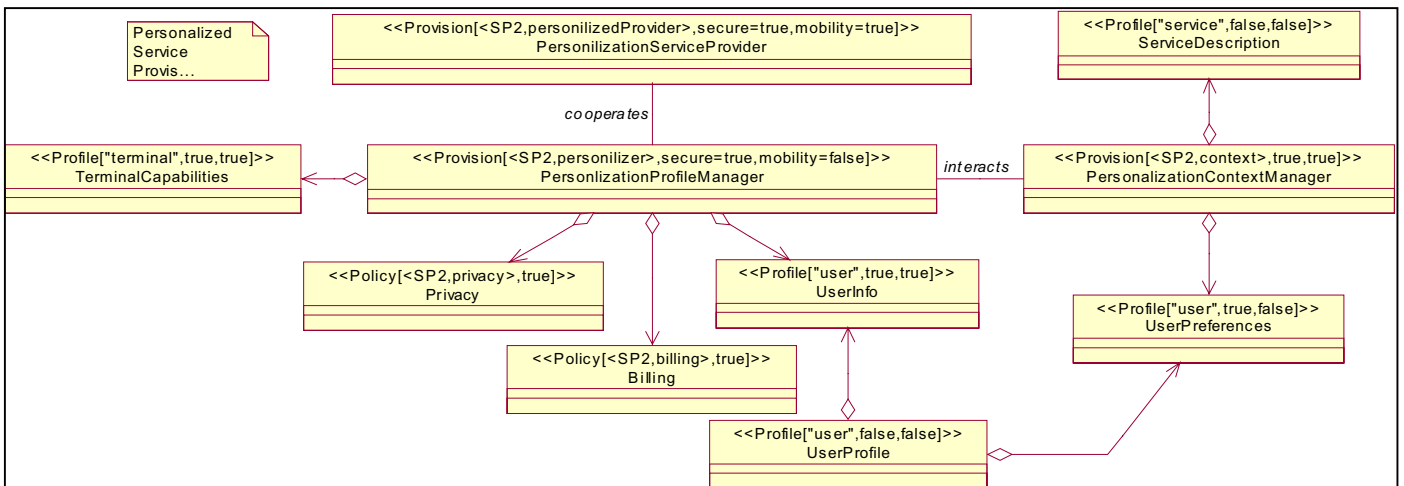 Personalized
Service
Provis...
<<Provision[<SP2,personilizedProvider>,secure=true,mobility=true]>>
PersonilizationServiceProvider
<<Profile["service",false,false]>>
ServiceDescription
cooperates
<<Profile["terminal",true,true]>>
TerminalCapabilities
<<Provision[<SP2,personilizer>,secure=true,mobility=false]>>
PersonlizationProfileManager
interacts
<<Provision[<SP2,context>,true,true]>>
PersonalizationContextManager
<<Policy[<SP2,privacy>,true]>>
Privacy
<<Profile["user",true,true]>>
UserInfo
<<Profile["user",true,false]>>
UserPreferences
<<Policy[<SP2,billing>,true]>>
Billing
<<Profile["user",false,false]>>
UserProfile